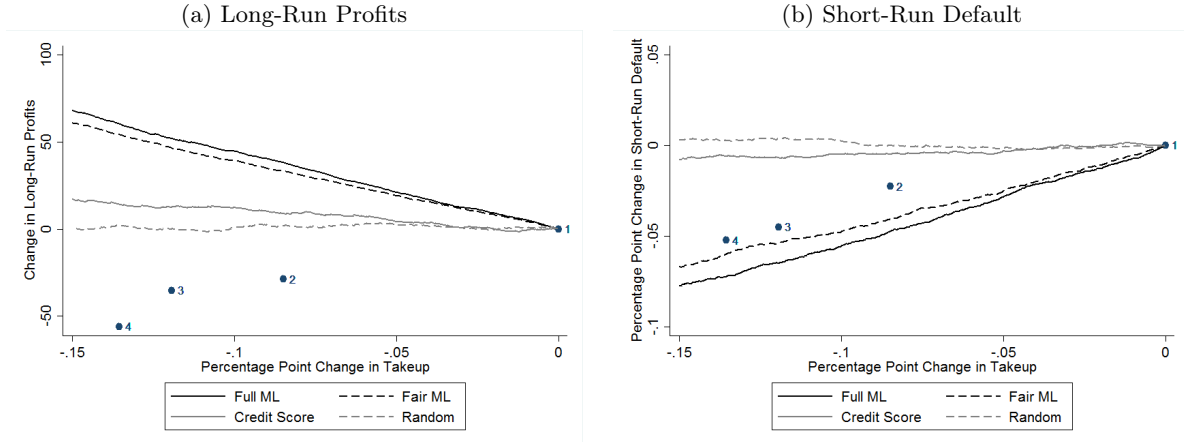 (a) Long-Run Profits
Change in Long-Run Profits
100
50
0
-50
1
2
3
4
-.15
-.1
-.05
0
Percentage Point Change in Takeup
Full ML
Fair ML
Credit Score
Random
(b) Short-Run Default
Percentage Point Change in Short-Run Default
.05
0
-.05
-.1
1
2
3
4
-.15
-.1
-.05
0
Percentage Point Change in Takeup
Full ML
Fair ML
Credit Score
Random